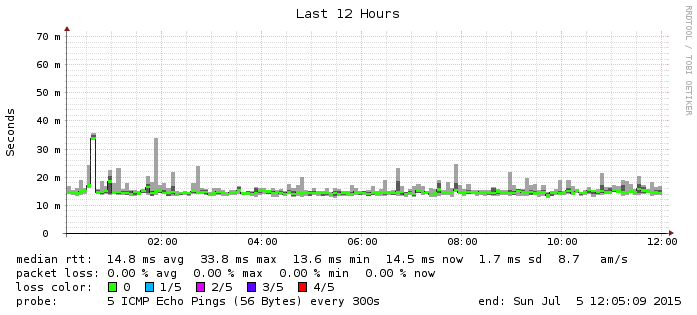 Last 12 Hours
RRDTOOL / TOBI OETIKER
Seconds
70 m
60 m
50 m
40 m
30 m
20 m
10 m
0
02:00 04:00 06:00 08:00 10:00 12:00
median rtt: 14.8 ms avg 33.8 ms max 13.6 ms min 14.5 ms now 1.7 ms sd 8.7 am/s
packet loss: 0.00 % avg 0.00 % max 0.00 % min 0.00 % now
loss color: 0 1/5 2/5 3/5 4/5
probe: 5 ICMP Echo Pings (56 Bytes) every 300s end: Sun Jul 5 12:05:09 2015